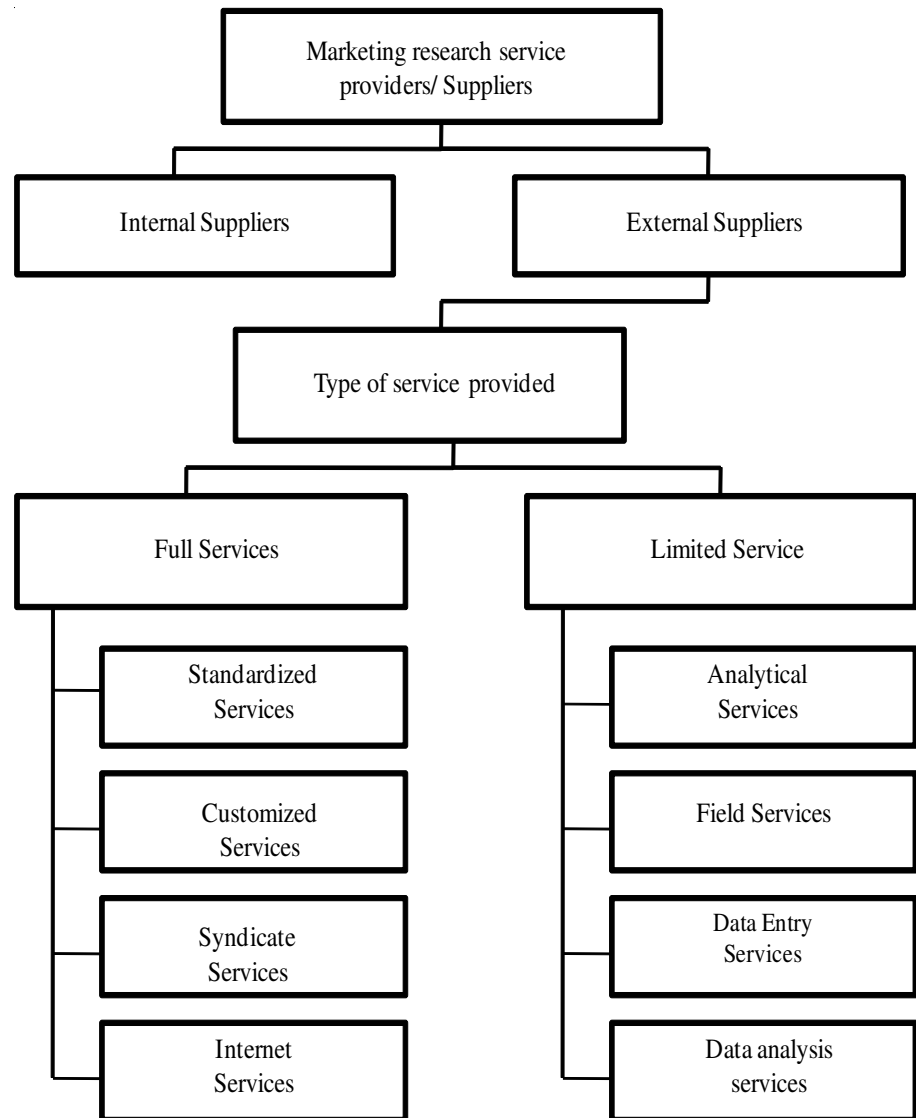 Marketing research service
providers/ Suppliers
Internal Suppliers
External Suppliers
Type of service provided
Full Services
Limited Service
Standardized
Services
Customized
Services
Syndicate
Services
Internet
Services
Analytical
Services
Field Services
Data Entry
Services
Data analysis
services